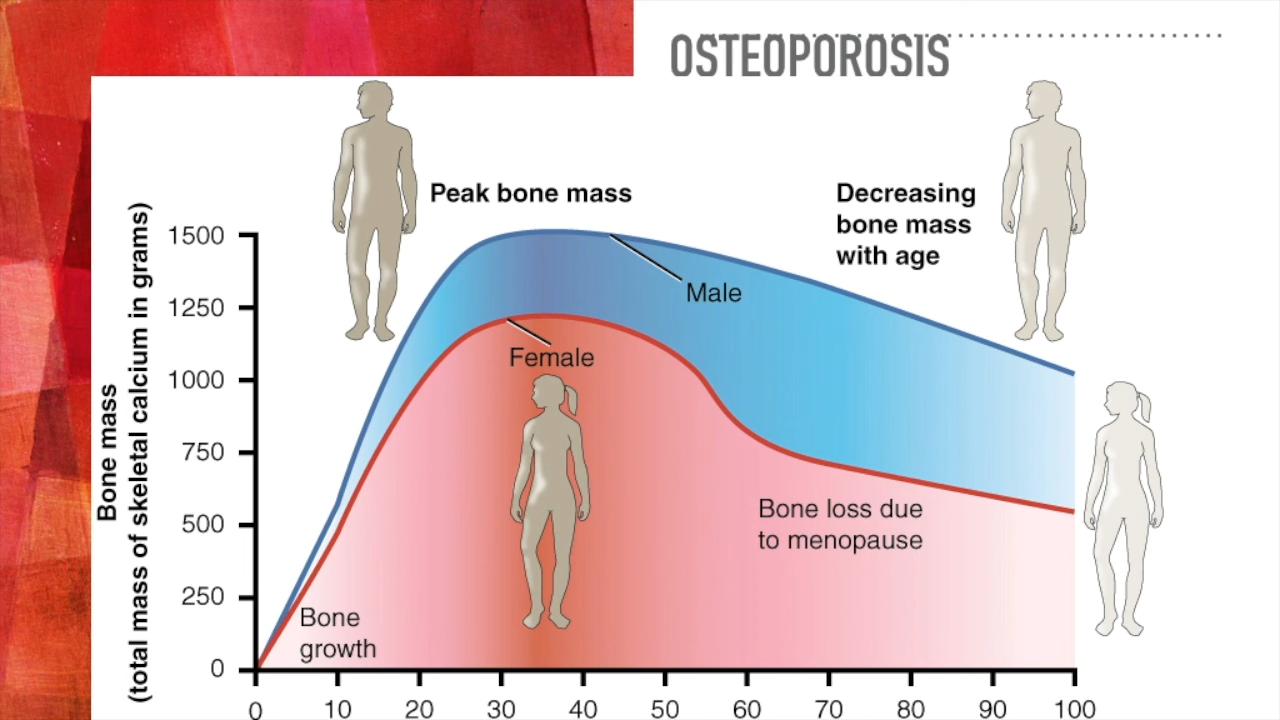 OSTEOPOROSIS
Peak bone mass
Decreasing
bone mass
with age
Bone mass
(total mass of skeletal calcium in grams)
1500
1250
1000
750
500
250
0
Male
Female
Bone loss due
to menopause
Bone
growth
0 10 20 30 40 50 60 70 80 90 100